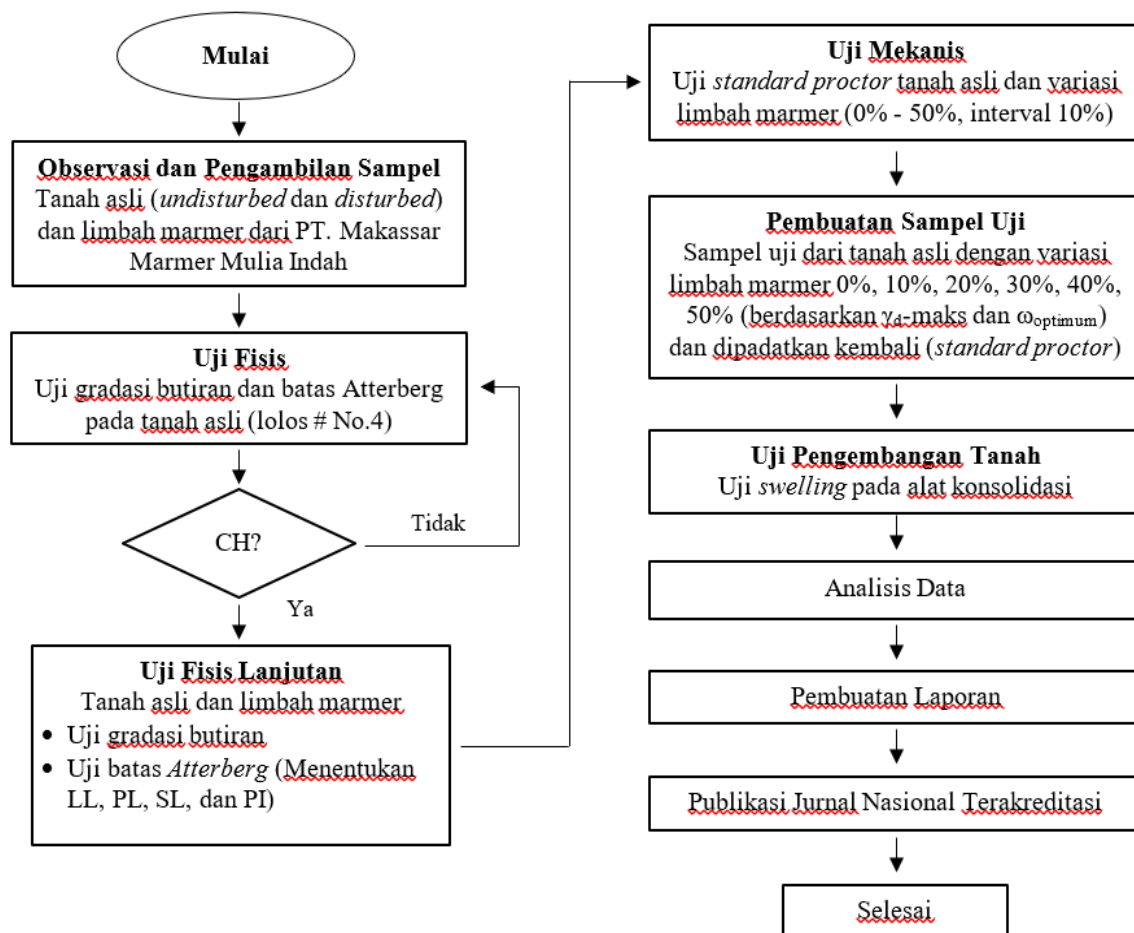 Mulai
Observasi dan Pengambilan Sampel
Tanah asli (undisturbed dan disturbed)
dan limbah marmer dari PT. Makassar
Marmer Mulia Indah
Uji Fisis
Uji gradasi butiran dan batas Atterberg
pada tanah asli (lolos # No.4)
CH?
Tidak
Ya
Uji Fisis Lanjutan
Tanah asli dan limbah marmer
• Uji gradasi butiran
• Uji batas Atterberg (Menentukan
LL, PL, SL, dan PI)
Uji Mekanis
Uji standard proctor tanah asli dan variasi
limbah marmer (0% - 50%, interval 10%)
Pembuatan Sampel Uji
Sampel uji dari tanah asli dengan variasi
limbah marmer 0%, 10%, 20%, 30%, 40%,
50% (berdasarkan γd-maks dan ωoptimum)
dan dipadatkan kembali (standard proctor)
Uji Pengembangan Tanah
Uji swelling pada alat konsolidasi
Analisis Data
Pembuatan Laporan
Publikasi Jurnal Nasional Terakreditasi
Selesai